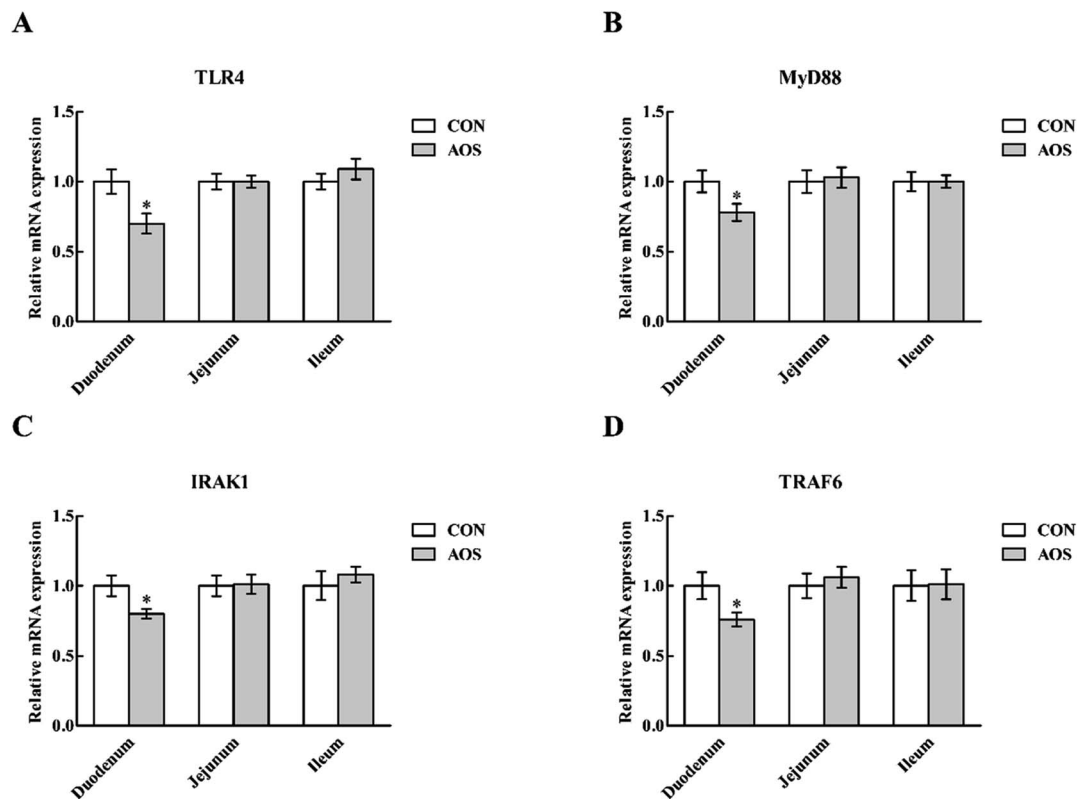 A
TLR4
Relative mRNA expression
1.5
1.0
0.5
0.0
Duodenum
Jejunum
Ileum
*
CON
AOS
B
MyD88
Relative mRNA expression
1.5
1.0
0.5
0.0
Duodenum
Jejunum
Ileum
*
CON
AOS
C
IRAK1
Relative mRNA expression
1.5
1.0
0.5
0.0
Duodenum
Jejunum
Ileum
*
CON
AOS
D
TRAF6
Relative mRNA expression
1.5
1.0
0.5
0.0
Duodenum
Jejunum
Ileum
*
CON
AOS